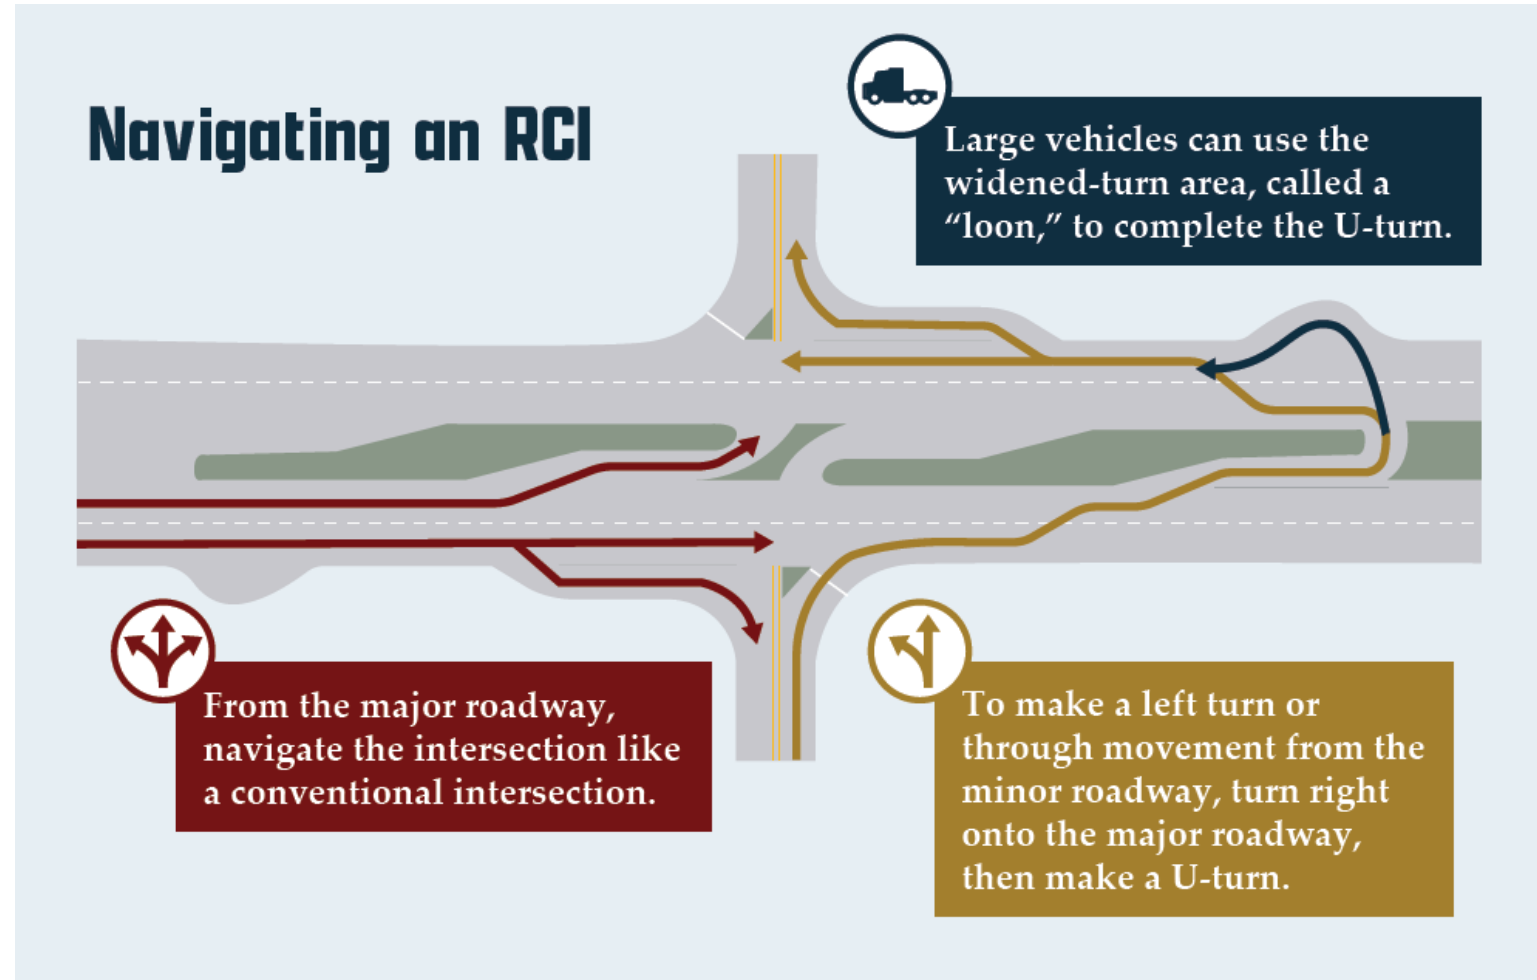 Navigating an RCI
Large vehicles can use the
widened-turn area, called a
“loon,” to complete the U-turn.
From the major roadway,
navigate the intersection like
a conventional intersection.
To make a left turn or
through movement from the
minor roadway, turn right
onto the major roadway,
then make a U-turn.